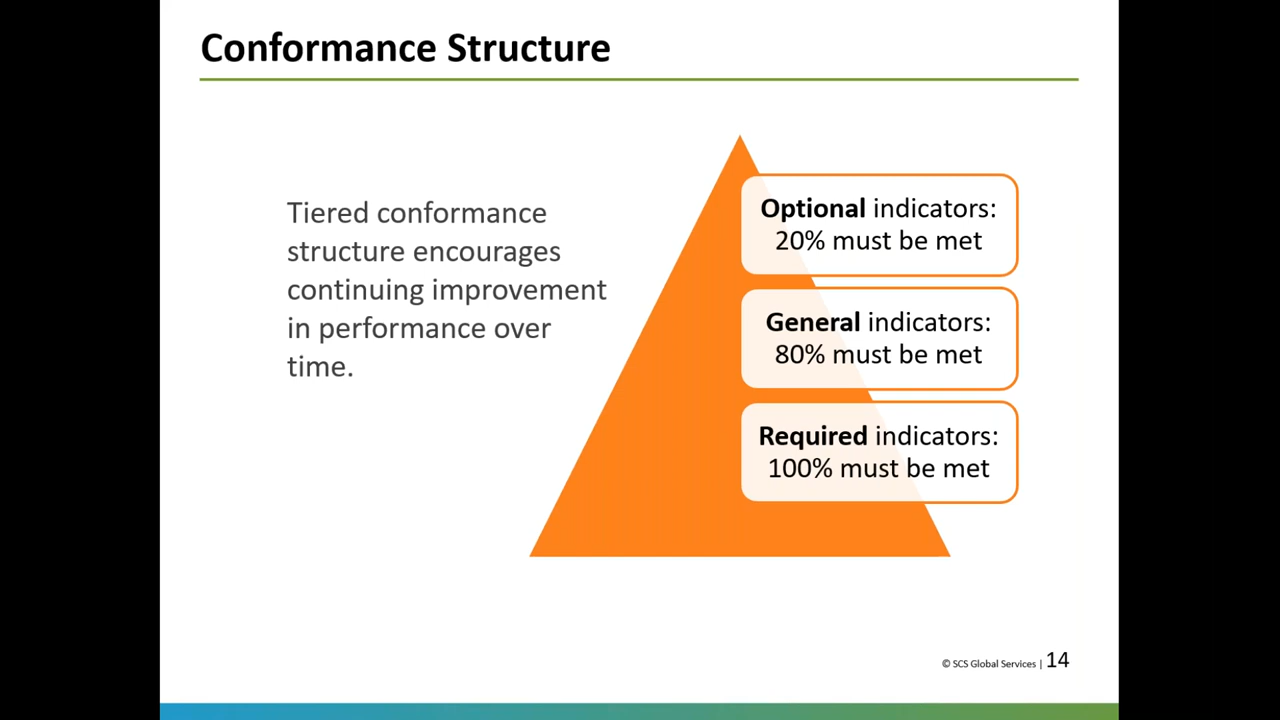 Conformance Structure
Tiered conformance
structure encourages
continuing improvement
in performance over
time.
Optional indicators:
20% must be met
General indicators:
80% must be met
Required indicators:
100% must be met
© SCS Global Services | 14